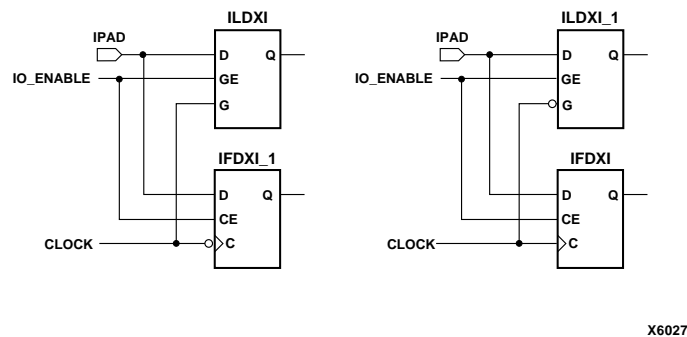 ILDXI
IPAD
D
Q
IO_ENABLE
GE
G
IFDXI_1
D
Q
CE
CLOCK
C
ILDXI_1
IPAD
D
Q
IO_ENABLE
GE
G
IFDXI
D
Q
CE
CLOCK
C
X6027